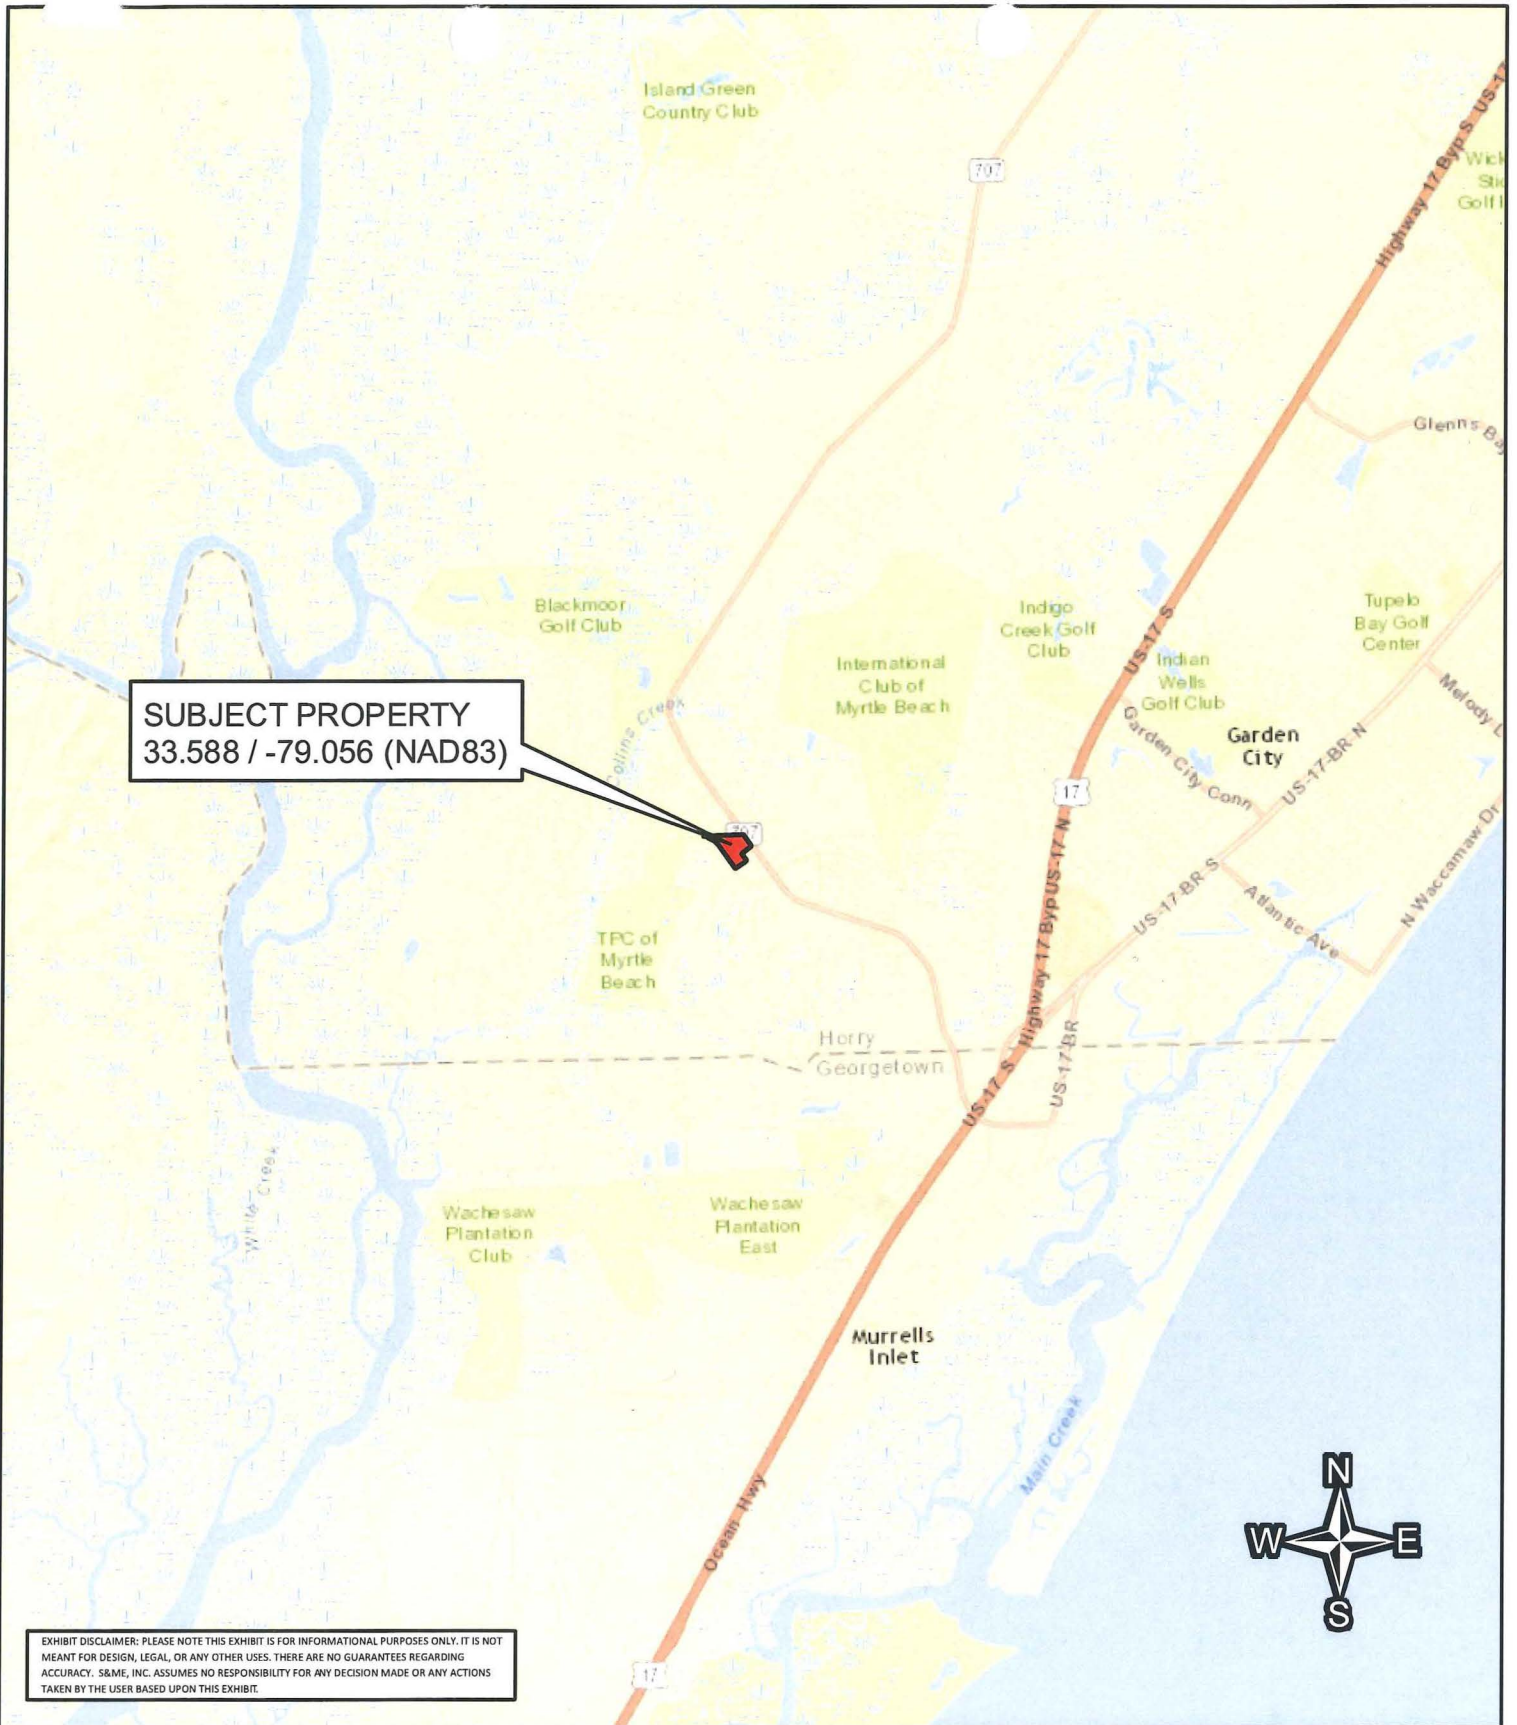 Island Green
Country Club
707
Highway 17 Byp S US-17
Wick
Stic
Golf
Glenns Bay
Blackmoor
Golf Club
International
Club of
Myrtle Beach
Indigo
Creek Golf
Club
US-17 S
Indian
Wells
Golf Club
Tupelo
Bay Golf
Center
Melody L
Garden City Conn
Garden
City
US-17-BR N
N Waccamaw Dr
Collins Creek
SUBJECT PROPERTY
33.588 / -79.056 (NAD83)
17
707
Highway 17 Byp US-17 N
US-17-BR S
Atlantic Ave
TPC of
Myrtle
Beach
Horry
Georgetown
US-17 S
US-17-BR
White Creek
Wachesaw
Plantation
Club
Wachesaw
Plantation
East
Murrells
Inlet
Main Creek
Ocean Hwy
17
N
W E
S
EXHIBIT DISCLAIMER: PLEASE NOTE THIS EXHIBIT IS FOR INFORMATIONAL PURPOSES ONLY. IT IS NOT
MEANT FOR DESIGN, LEGAL, OR ANY OTHER USES. THERE ARE NO GUARANTEES REGARDING
ACCURACY. S&ME, INC. ASSUMES NO RESPONSIBILITY FOR ANY DECISION MADE OR ANY ACTIONS
TAKEN BY THE USER BASED UPON THIS EXHIBIT.